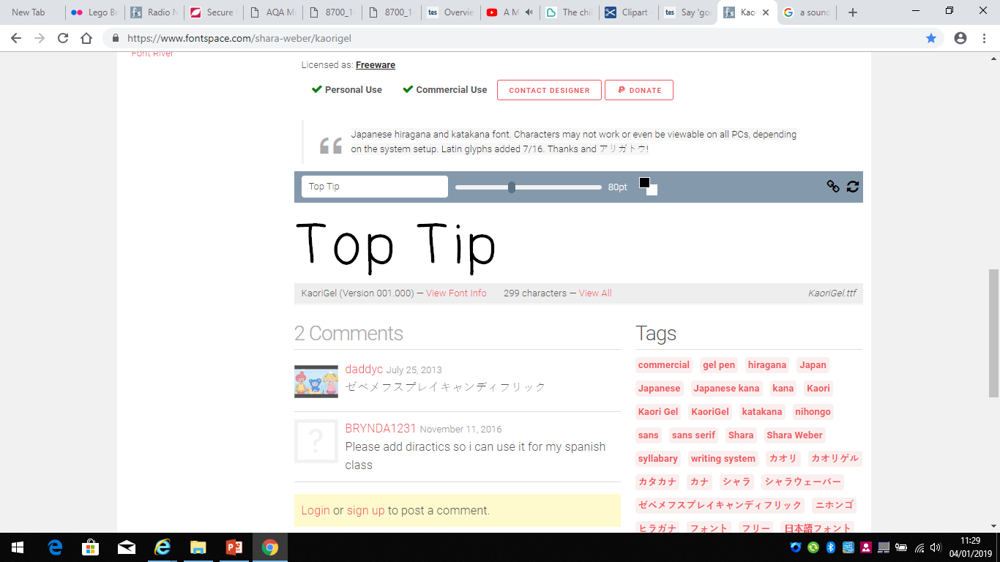 New Tab
Lego Br
Radio N
Secure
AQA Mi
8700_1-
8700_1-
tes Overvie
A M
The chil
Clipart
tes Say 'go
Kao
a sound
https://www.fontspace.com/shara-weber/kaorigel
Font River
Licensed as: Freeware
Personal Use Commercial Use CONTACT DESIGNER DONATE
Japanese hiragana and katakana font. Characters may not work or even be viewable on all PCs, depending
on the system setup. Latin glyphs added 7/16. Thanks and アリガトウ!
Top Tip 80pt
Top Tip
KaoriGel (Version 001.000) — View Font Info 299 characters — View All KaoriGel.ttf
2 Comments
daddyc July 25, 2013
ゼベメフスプレイキャンディフリック
BRYNDA1231 November 11, 2016
Please add diractics so i can use it for my spanish
class
Login or sign up to post a comment.
Tags
commercial gel pen hiragana Japan
Japanese Japanese kana kana Kaori
Kaori Gel KaoriGel katakana nihongo
sans sans serif Shara Shara Weber
syllabary writing system カオリ カオリゲル
カタカナ カナ シャラ シャラウェーバー
ゼベメフスプレイキャンディフリック ニホンゴ
ヒラガナ フォント フリー 日本語フォント
11:29
04/01/2019